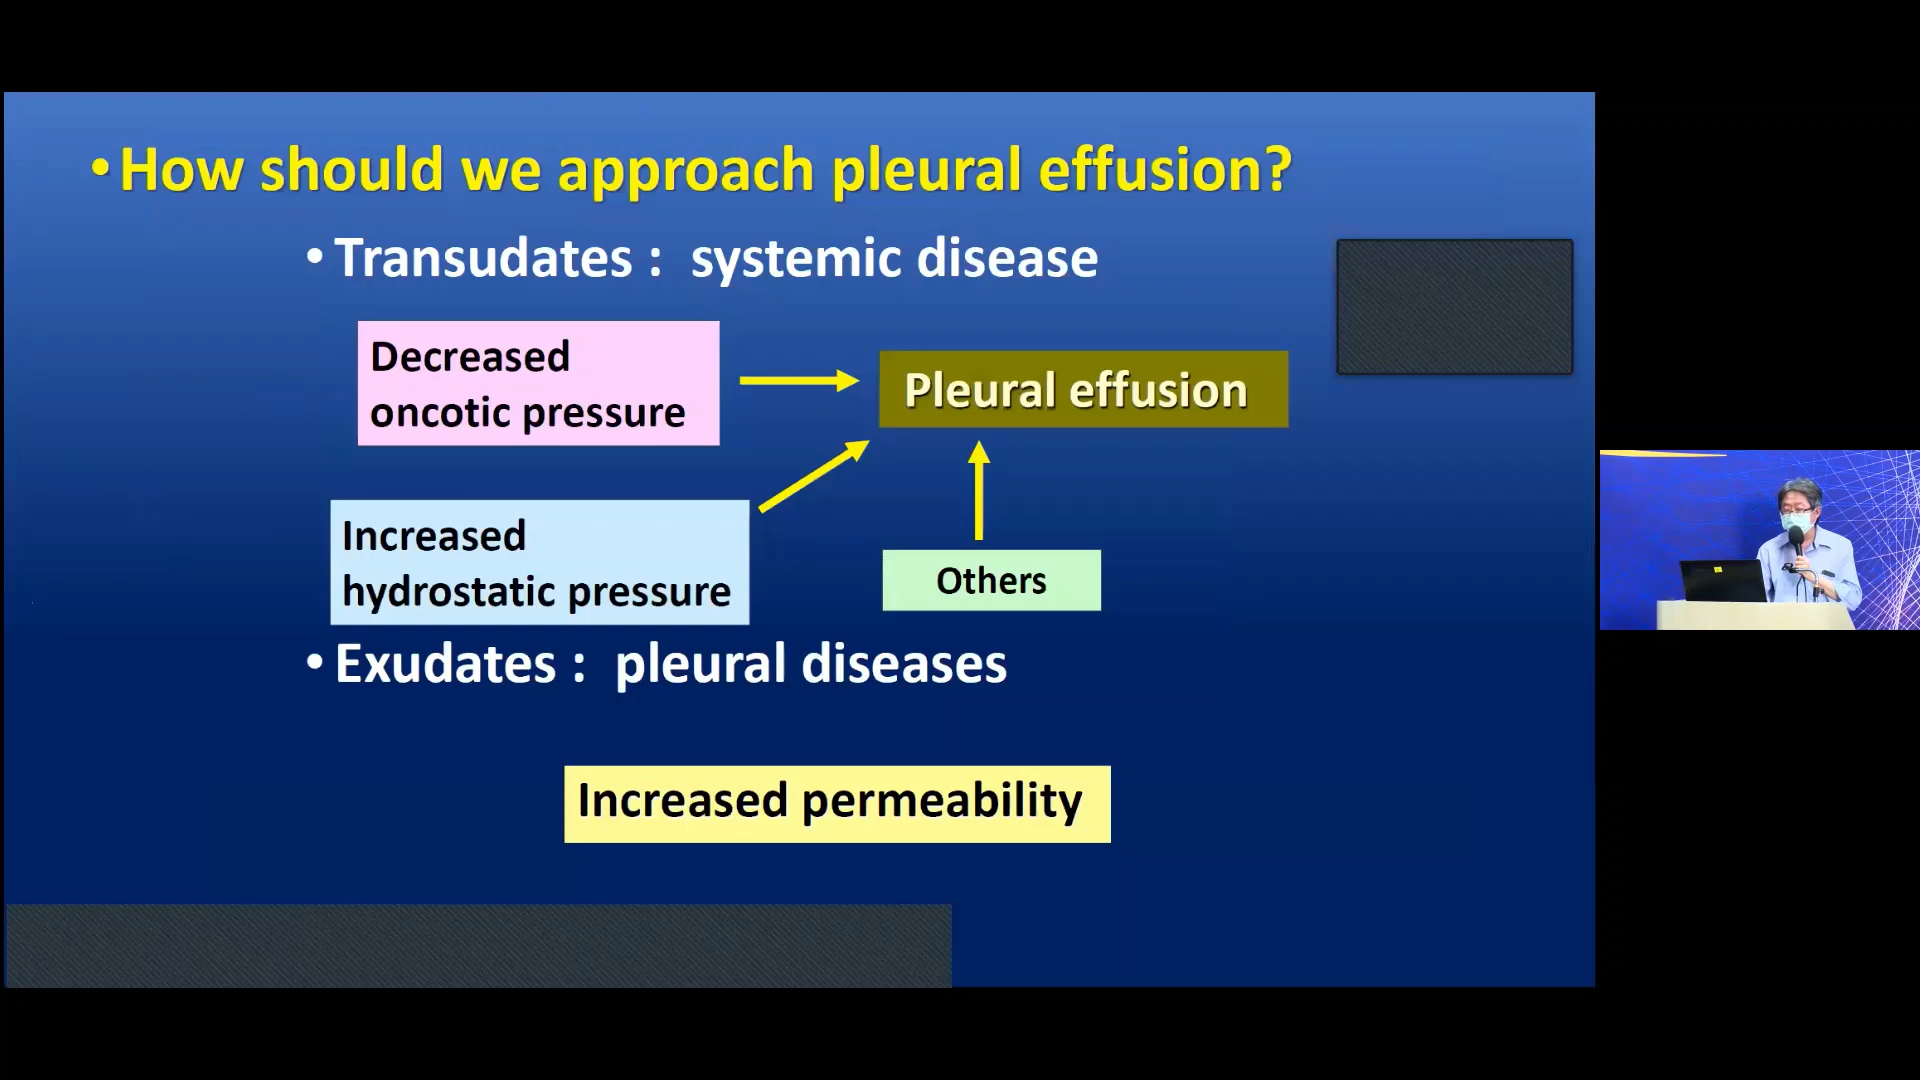 •How should we approach pleural effusion?
•Transudates : systemic disease
Decreased
oncotic pressure
Pleural effusion
Increased
hydrostatic pressure
Others
•Exudates : pleural diseases
Increased permeability